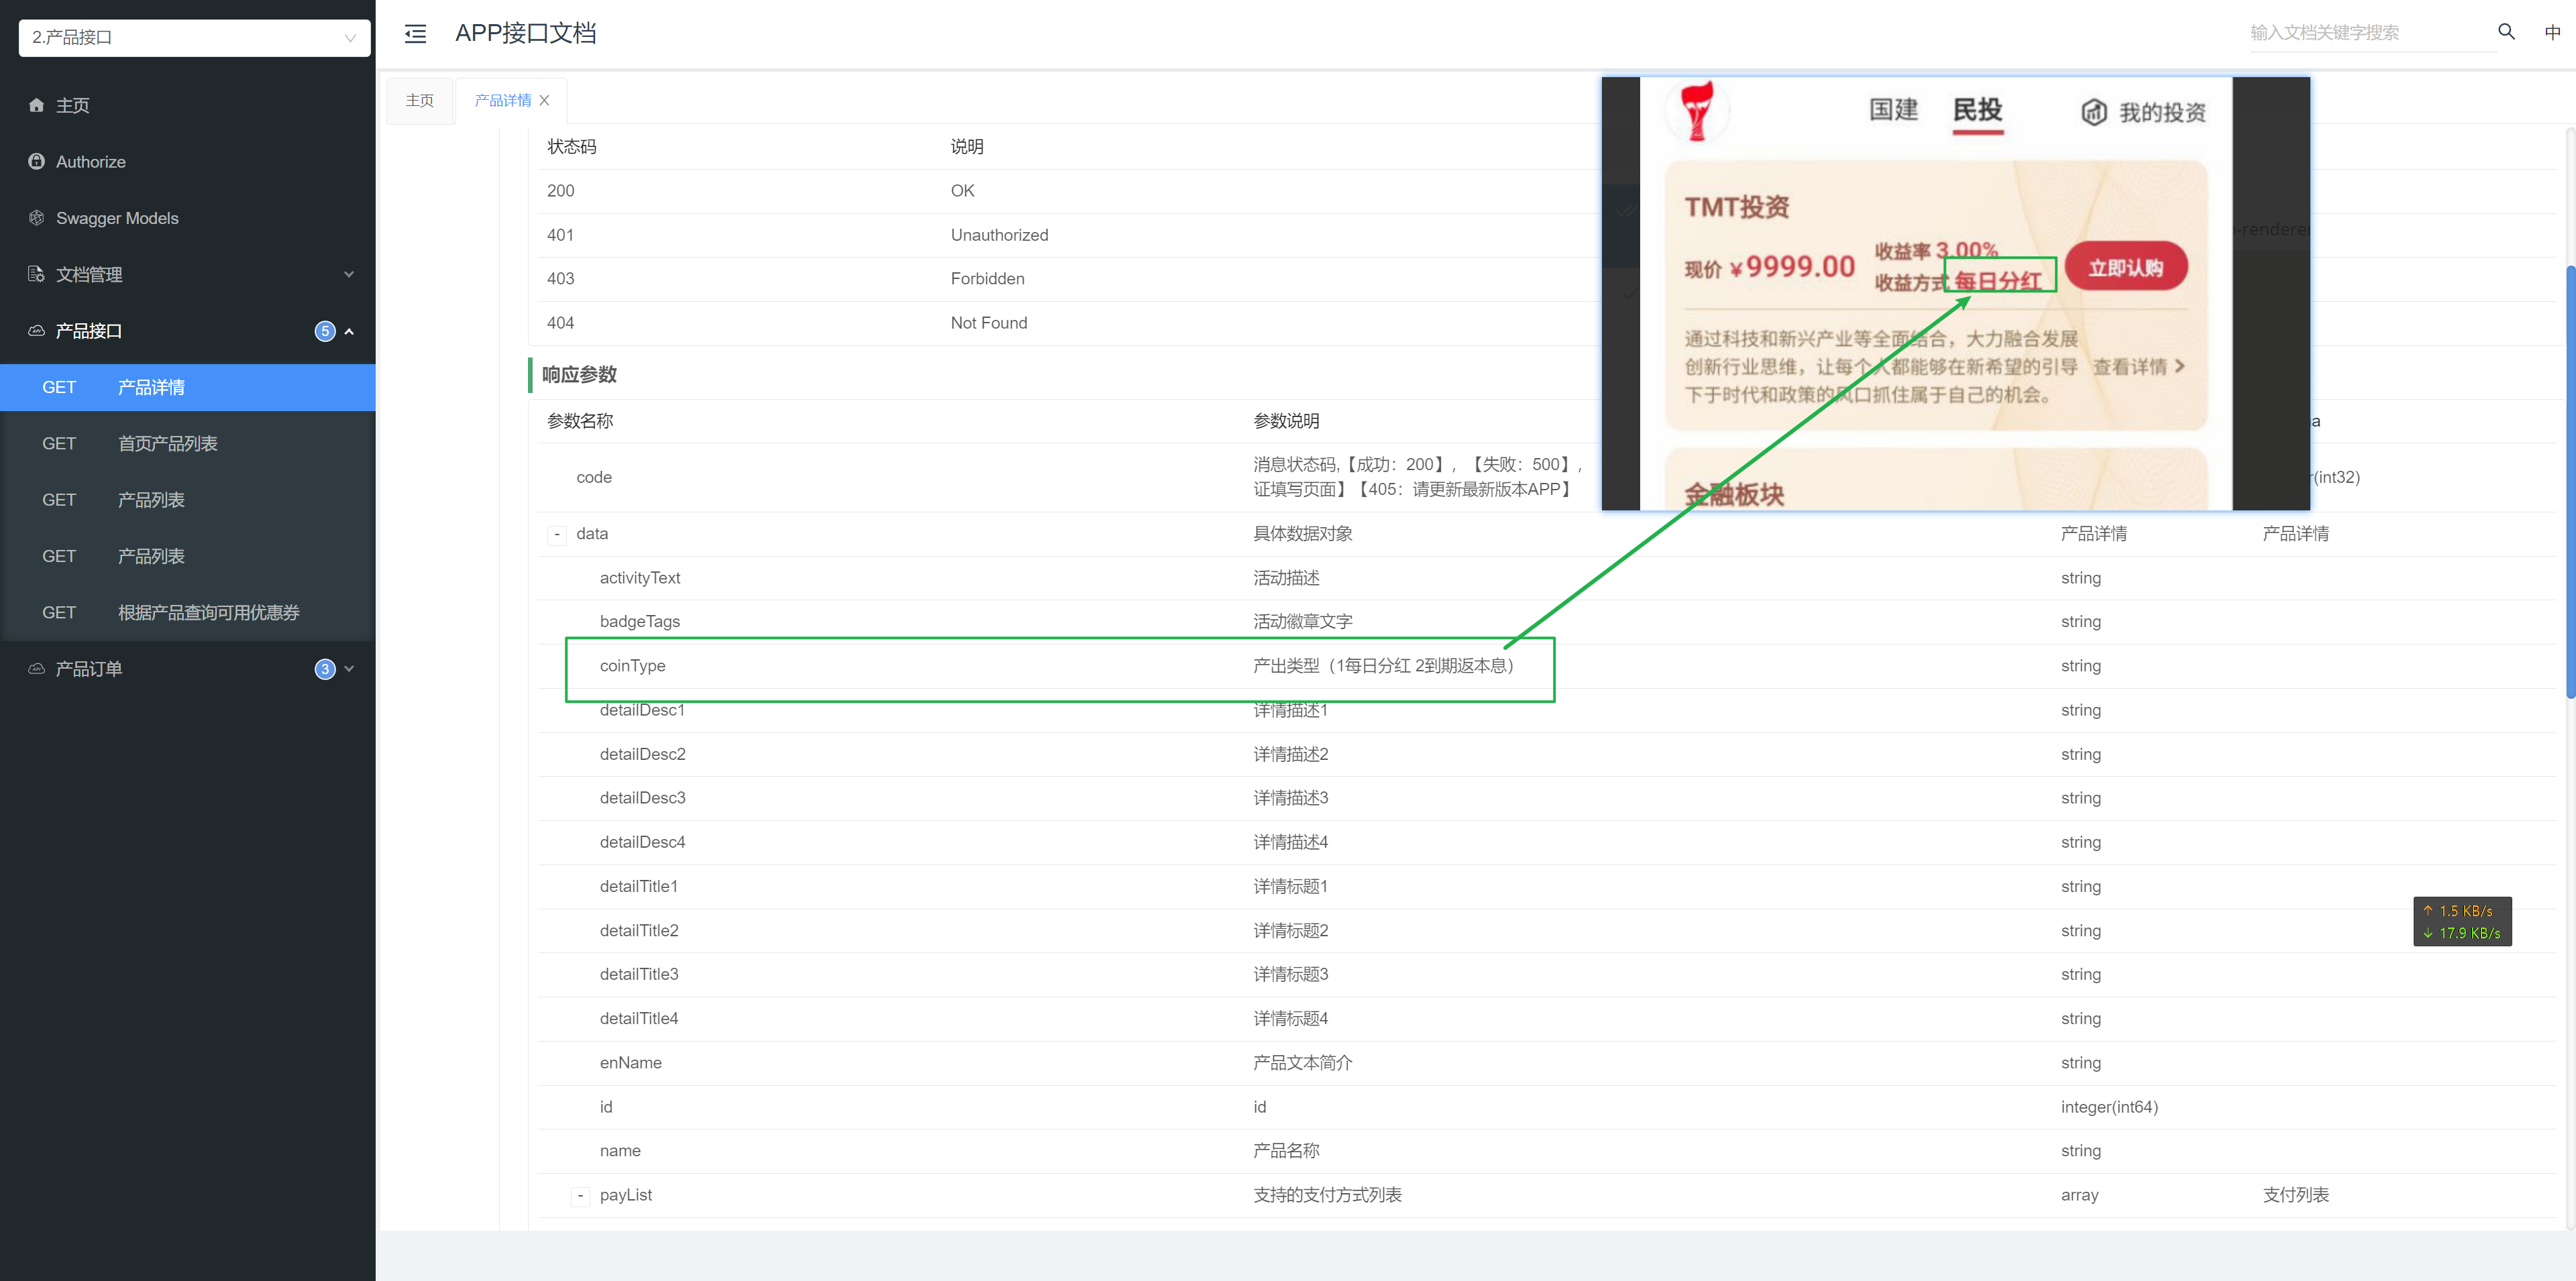 2.产品接口
主页
Authorize
Swagger Models
文档管理
产品接口
5
GET 产品详情
GET 首页产品列表
GET 产品列表
GET 产品列表
GET 根据产品查询可用优惠券
产品订单
3
APP接口文档
输入文档关键字搜索
中
主页
产品详情
状态码 说明
200 OK
401 Unauthorized
403 Forbidden
404 Not Found
响应参数
参数名称 参数说明
code 消息状态码,【成功：200】，【失败：500】，
证填写页面】【405：请更新最新版本APP】
r(int32)
- data 具体数据对象 产品详情 产品详情
activityText 活动描述 string
badgeTags 活动徽章文字 string
coinType 产出类型（1每日分红 2到期返本息） string
detailDesc1 详情描述1 string
detailDesc2 详情描述2 string
detailDesc3 详情描述3 string
detailDesc4 详情描述4 string
detailTitle1 详情标题1 string
detailTitle2 详情标题2 string
detailTitle3 详情标题3 string
detailTitle4 详情标题4 string
enName 产品文本简介 string
id id integer(int64)
name 产品名称 string
- payList 支持的支付方式列表 array 支付列表
国建 民投 我的投资
TMT投资
现价 ¥9999.00
收益率 3.00%
收益方式 每日分红
立即认购
通过科技和新兴产业等全面结合，大力融合发展
创新行业思维，让每个人都能够在新希望的引导
下于时代和政策的风口抓住属于自己的机会。
查看详情
金融板块
-renderer
a
↑ 1.5 KB/s
↓ 17.9 KB/s